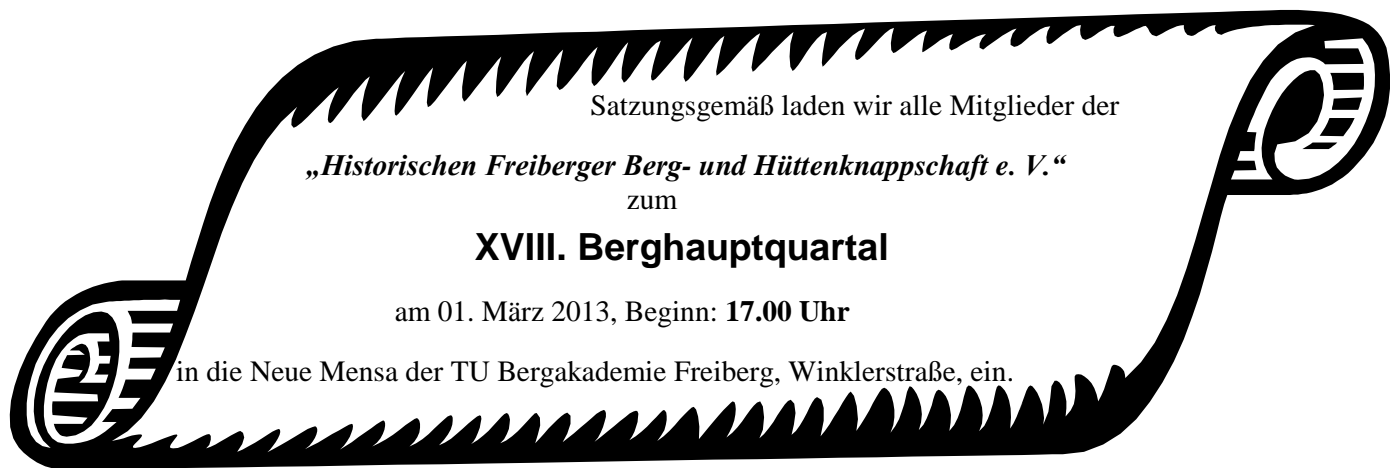 Satzungsgemäß laden wir alle Mitglieder der
„Historischen Freiberger Berg- und Hüttenknappschaft e. V.“
zum
XVIII. Berghauptquartal
am 01. März 2013, Beginn: 17.00 Uhr
in die Neue Mensa der TU Bergakademie Freiberg, Winklerstraße, ein.